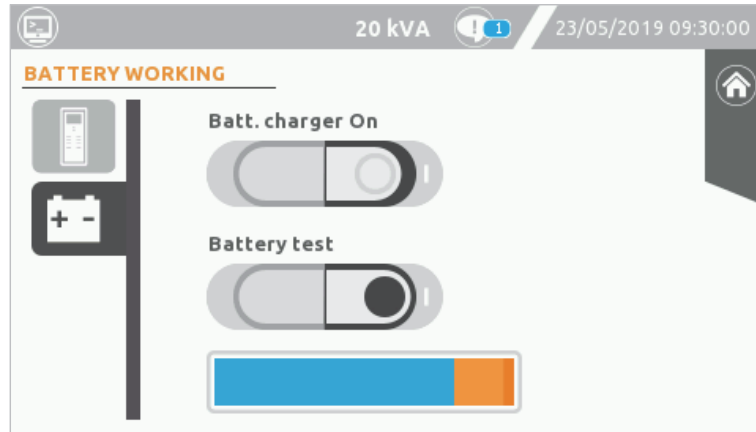 20 kVA
1
23/05/2019 09:30:00
BATTERY WORKING
Batt. charger On
+ -
Battery test